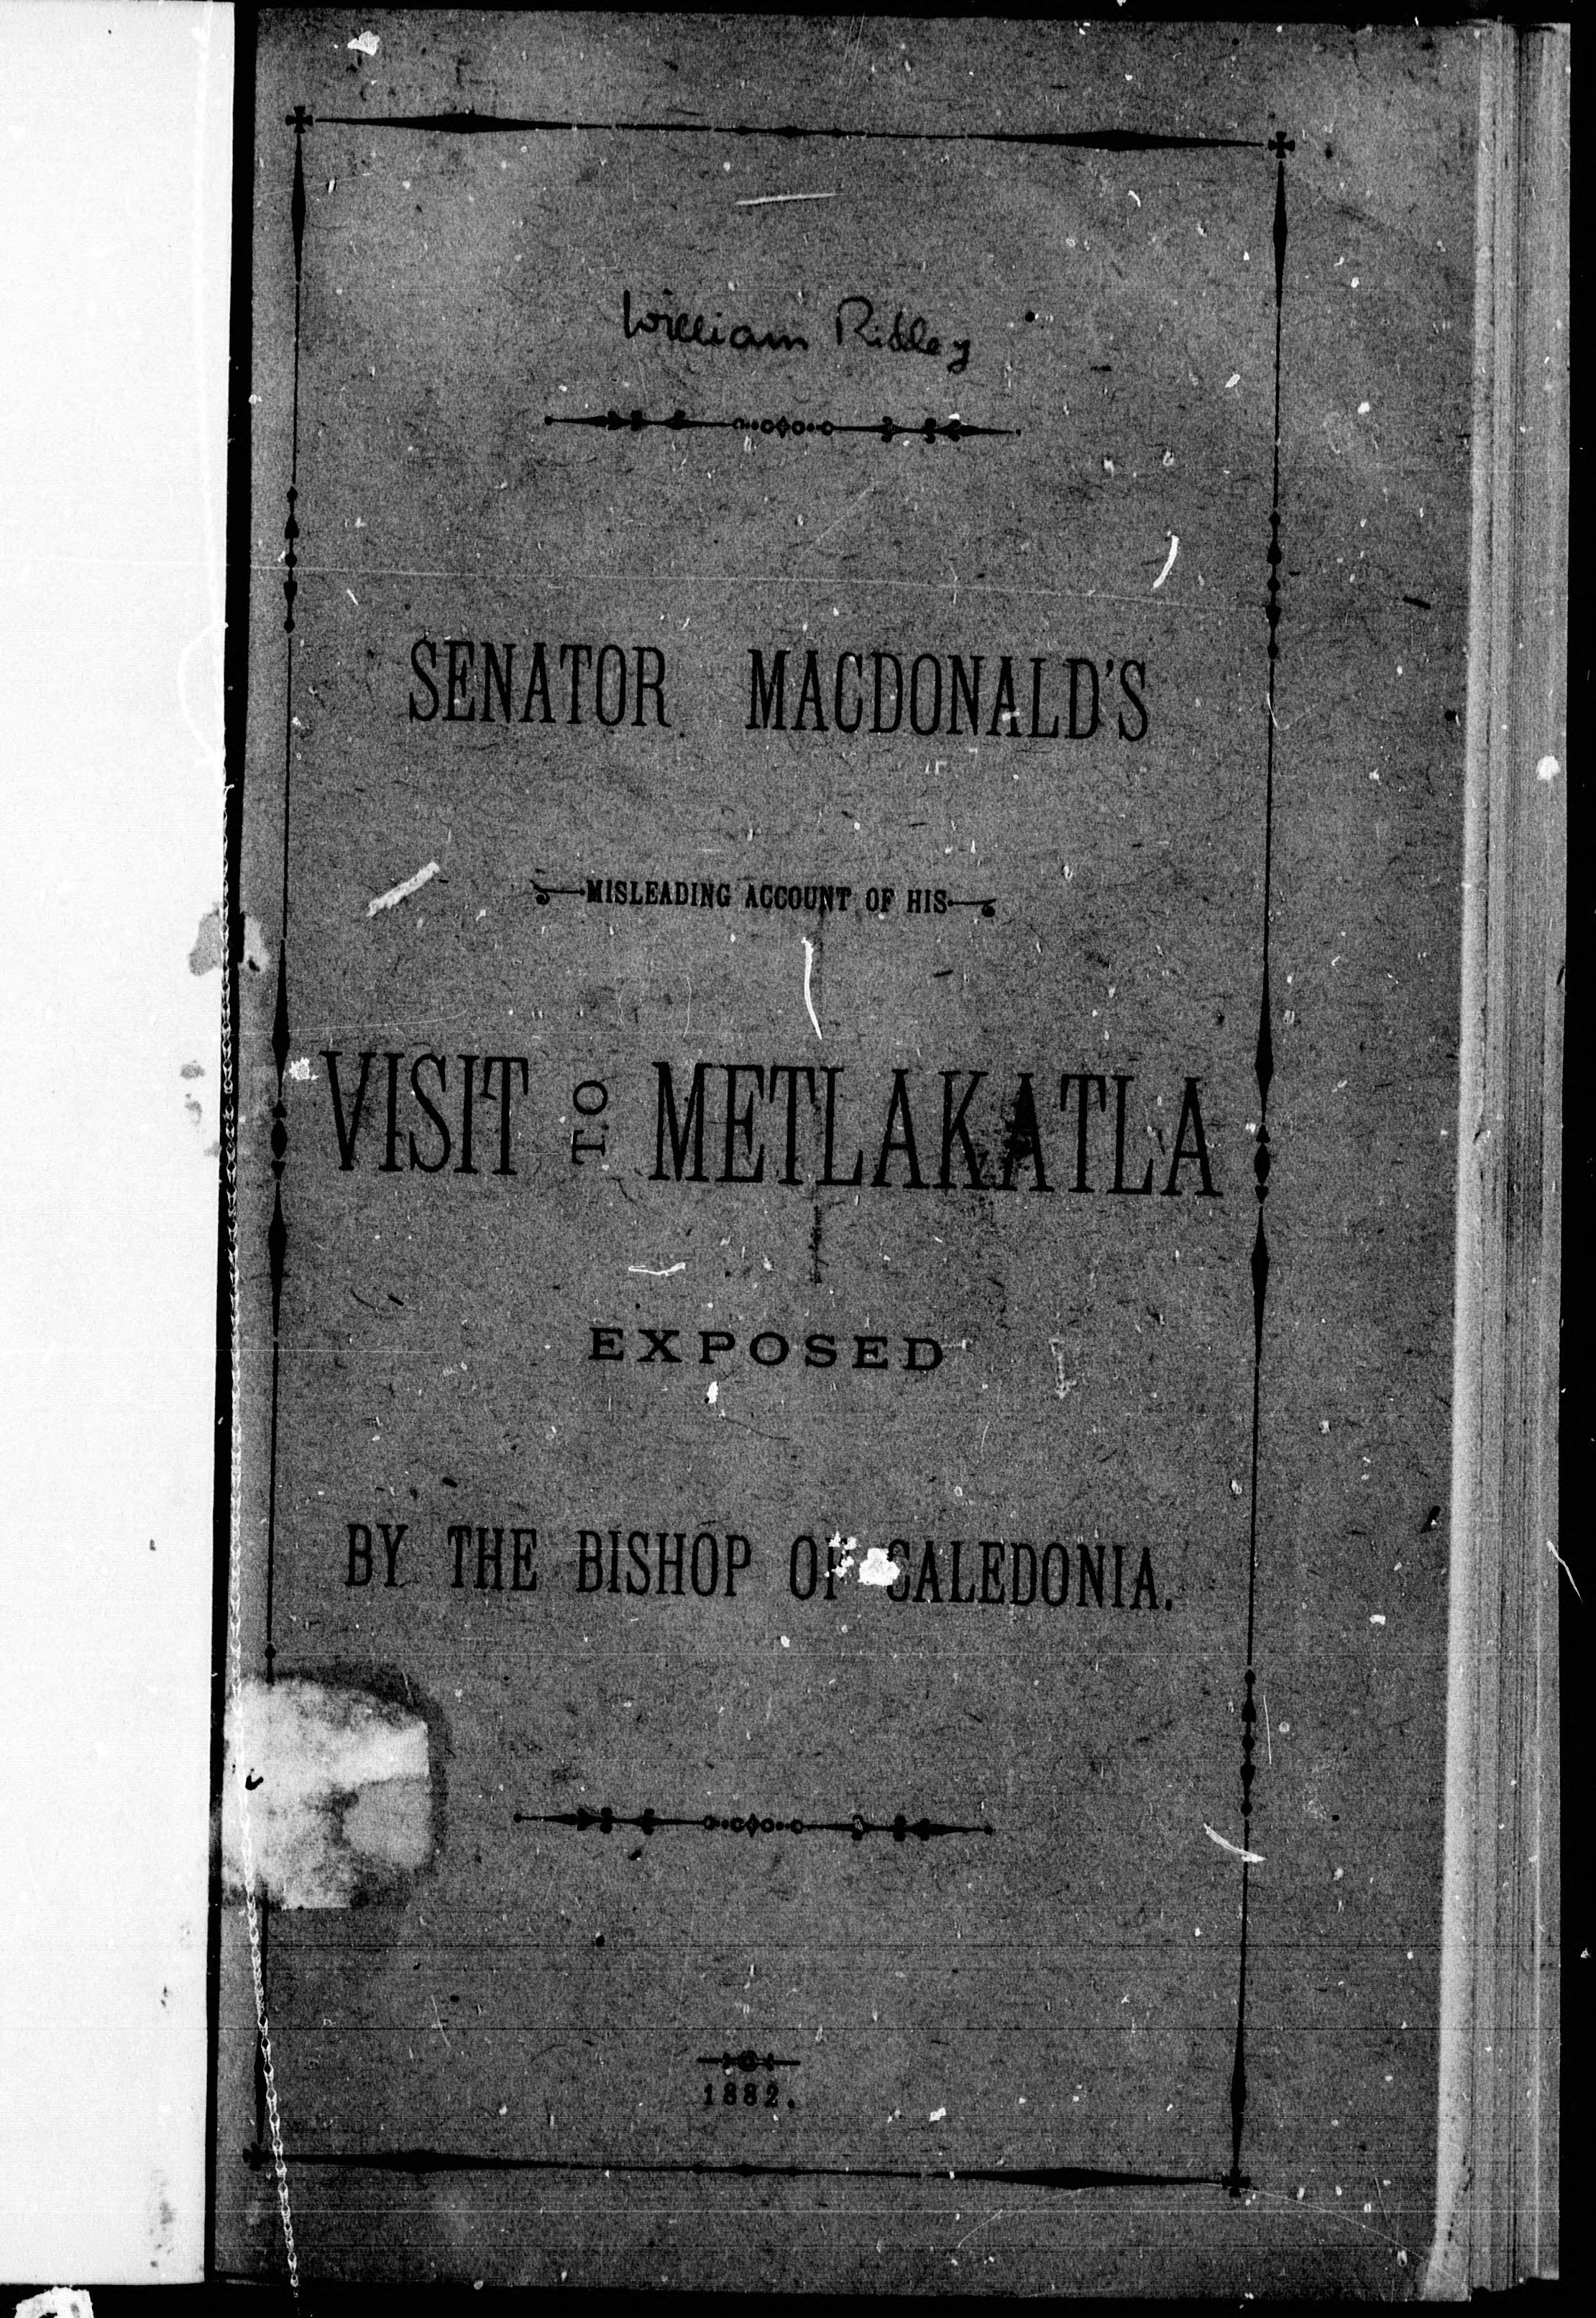 William Ridley
SENATOR MACDONALD'S
MISLEADING ACCOUNT OF HIS
VISIT TO METLAKATLA
EXPOSED
BY THE BISHOP OF CALEDONIA.
1882.